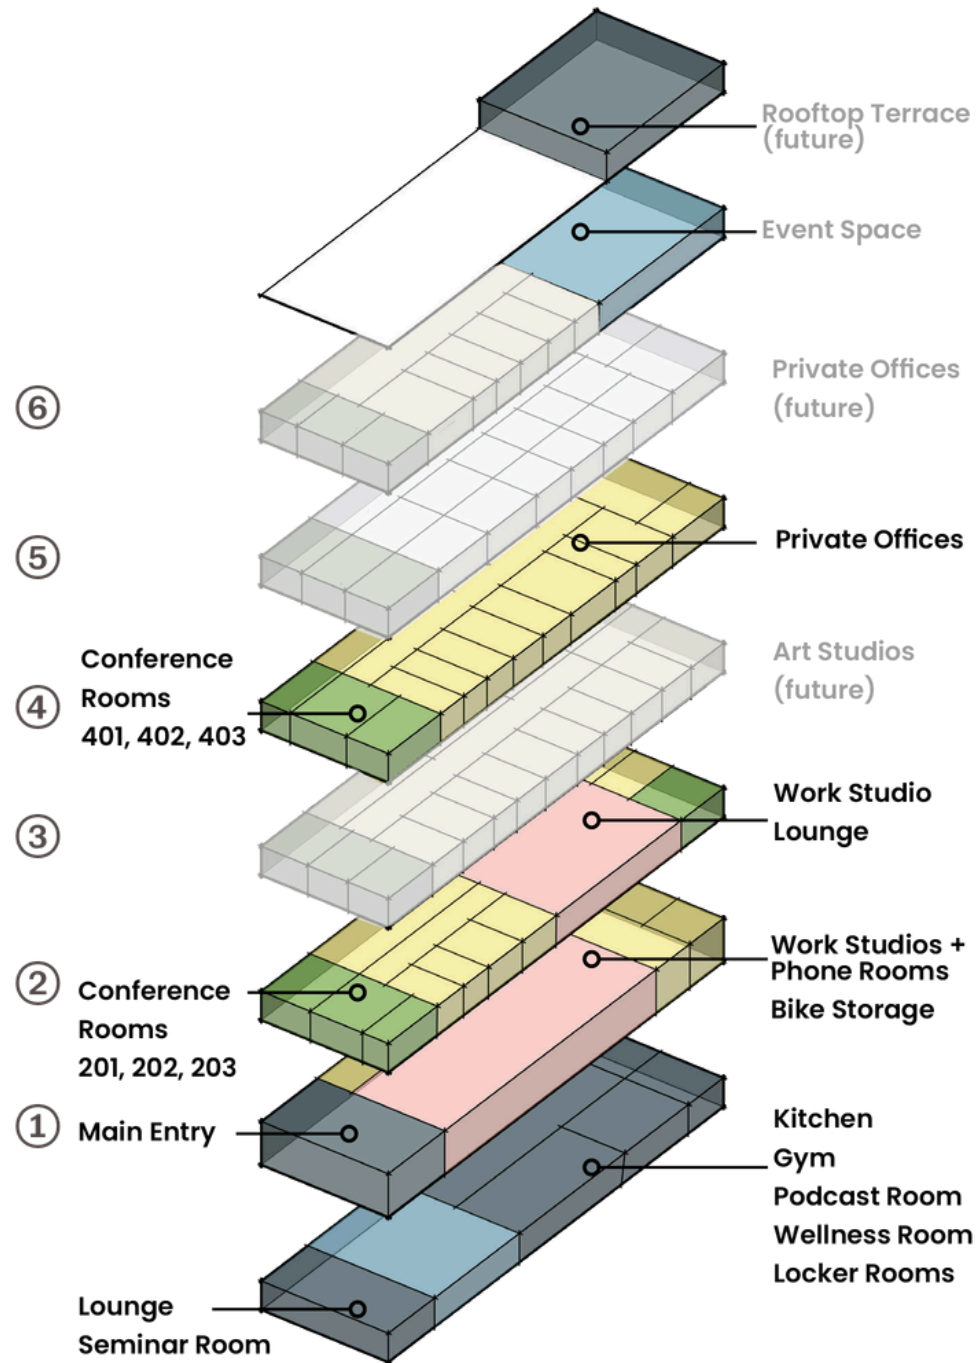 Rooftop Terrace
(future)
Event Space
6
Private Offices
(future)
5
Private Offices
Conference
Rooms
401, 402, 403
4
Art Studios
(future)
3
Work Studio
Lounge
2
Conference
Rooms
201, 202, 203
Work Studios +
Phone Rooms
Bike Storage
1
Main Entry
Kitchen
Gym
Podcast Room
Wellness Room
Locker Rooms
Lounge
Seminar Room